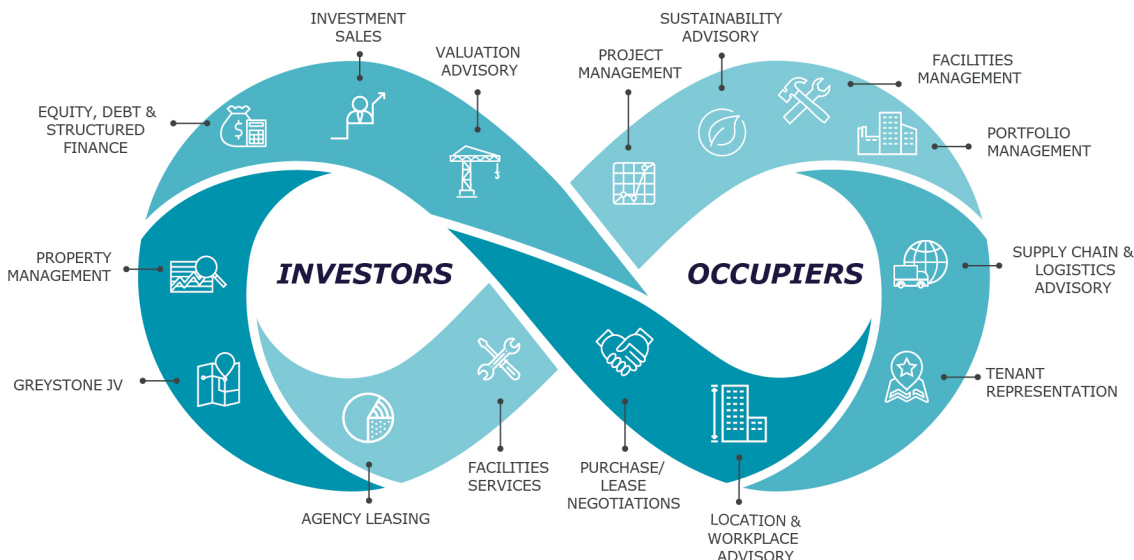 INVESTMENT
SALES
VALUATION
ADVISORY
EQUITY, DEBT &
STRUCTURED
FINANCE
PROPERTY
MANAGEMENT
GREYSTONE JV
AGENCY LEASING
FACILITIES
SERVICES
INVESTORS
$
SUSTAINABILITY
ADVISORY
PROJECT
MANAGEMENT
FACILITIES
MANAGEMENT
PORTFOLIO
MANAGEMENT
OCCUPIERS
SUPPLY CHAIN &
LOGISTICS
ADVISORY
TENANT
REPRESENTATION
PURCHASE/
LEASE
NEGOTIATIONS
LOCATION &
WORKPLACE
ADVISORY